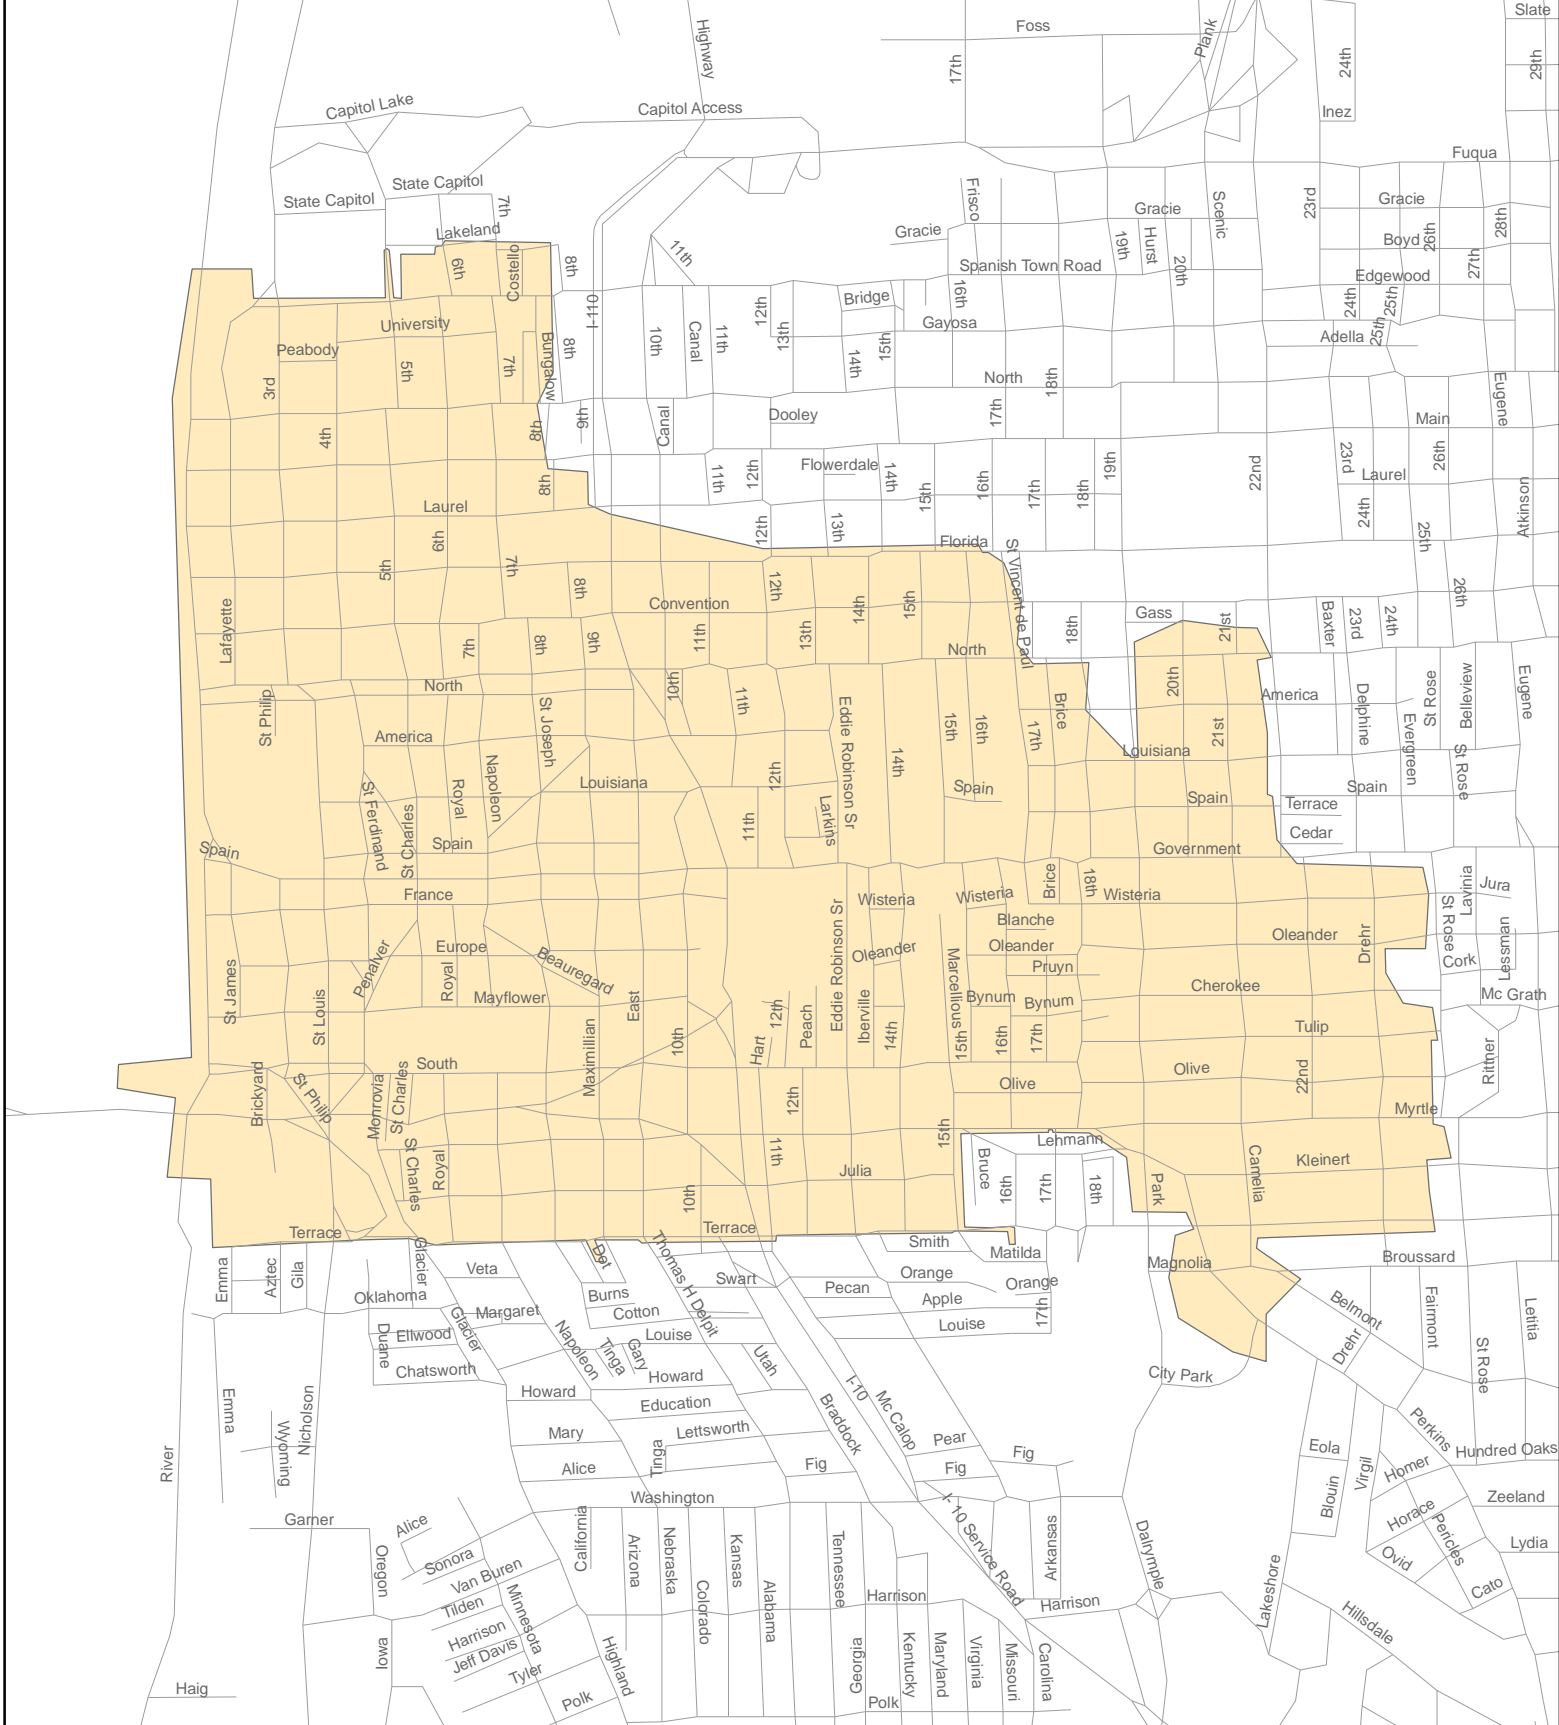 Slate
Foss
Highway
Plank
17th
24th
29th
Capitol Lake
Capitol Access
Inez
Fuqua
State Capitol
State Capitol
7th
Frisco
Scenic
23rd
Gracie
Gracie
Gracie
28th
Lakeland
11th
19th
Hurst
20th
Boyd
26th
27th
6th
Costello
8th
Spanish Town Road
Edgewood
I-110
12th
Bridge
16th
24th
25th
University
10th
Canal
11th
13th
Gayosa
Adella
25th
Peabody
5th
7th
Bungalow
8th
14th
15th
3rd
North
18th
Eugene
4th
8th
9th
Canal
Dooley
17th
Main
8th
11th
12th
Flowerdale
14th
15th
16th
17th
18th
19th
22nd
23rd
Laurel
26th
Laurel
6th
12th
13th
24th
25th
Atkinson
Florida
St Vincent de Paul
5th
7th
8th
12th
14th
15th
26th
Lafayette
Convention
11th
13th
18th
Gass
21st
Baxter
23rd
24th
7th
8th
9th
North
North
10th
11th
20th
America
St Philip
St Joseph
Eddie Robinson Sr
15th
16th
17th
Brice
21st
Delphine
Evergreen
St Rose
Belleview
Eugene
America
Louisiana
14th
Louisiana
12th
Napoleon
Royal
St Rose
St Ferdinand
St Charles
Larkins
Spain
Spain
Spain
Terrace
11th
Cedar
Spain
Spain
Government
France
Wisteria
Wisteria
Brice
18th
Wisteria
Lavinia
Jura
St Rose
Blanche
Eddie Robinson Sr
Oleander
Drehr
Lessman
Europe
Oleander
Oleander
Marcellious
Penalver
Beauregard
Pruyn
Cork
St James
St Louis
Royal
Mayflower
East
Cherokee
Mc Grath
Bynum
Bynum
12th
Peach
Iberville
14th
15th
16th
17th
Tulip
10th
Hart
Maximillian
Rittner
South
Brickyard
St Philip
Monrovia
St Charles
Olive
Olive
22nd
12th
Myrtle
15th
Lehmann
11th
St Charles
Royal
Julia
Bruce
16th
17th
18th
Park
Camelia
Kleinert
10th
Terrace
Terrace
Smith
Matilda
Magnolia
Broussard
Emma
Aztec
Gila
Glacier
Veta
Dot
Thomas H Delpit
Swart
Orange
Orange
Oklahoma
Burns
Pecan
Apple
17th
Belmont
Fairmont
Letitia
Glacier
Margaret
Cotton
Louise
Duane
Ellwood
Napoleon
Tinga
Gary
Louise
Utah
Drehr
St Rose
Chatsworth
Howard
I-10
City Park
Emma
Howard
Mc Calop
Wyoming
Nicholson
Education
Braddock
Perkins
Mary
Lettsworth
Pear
River
Tinga
Fig
Fig
Fig
Eola
Hundred Oaks
Alice
Virgil
Homer
Washington
Blouin
Zeeland
Garner
Alice
California
Nebraska
Kansas
I- 10 Service Road
Horace
Pericles
Oregon
Sonora
Arizona
Tennessee
Arkansas
Dalrymple
Lydia
Van Buren
Colorado
Alabama
Ovid
Cato
Tilden
Minnesota
Harrison
Harrison
Lakeshore
Hillsdale
Harrison
Iowa
Jeff Davis
Highland
Georgia
Kentucky
Maryland
Virginia
Missouri
Carolina
Tyler
Haig
Polk
Polk